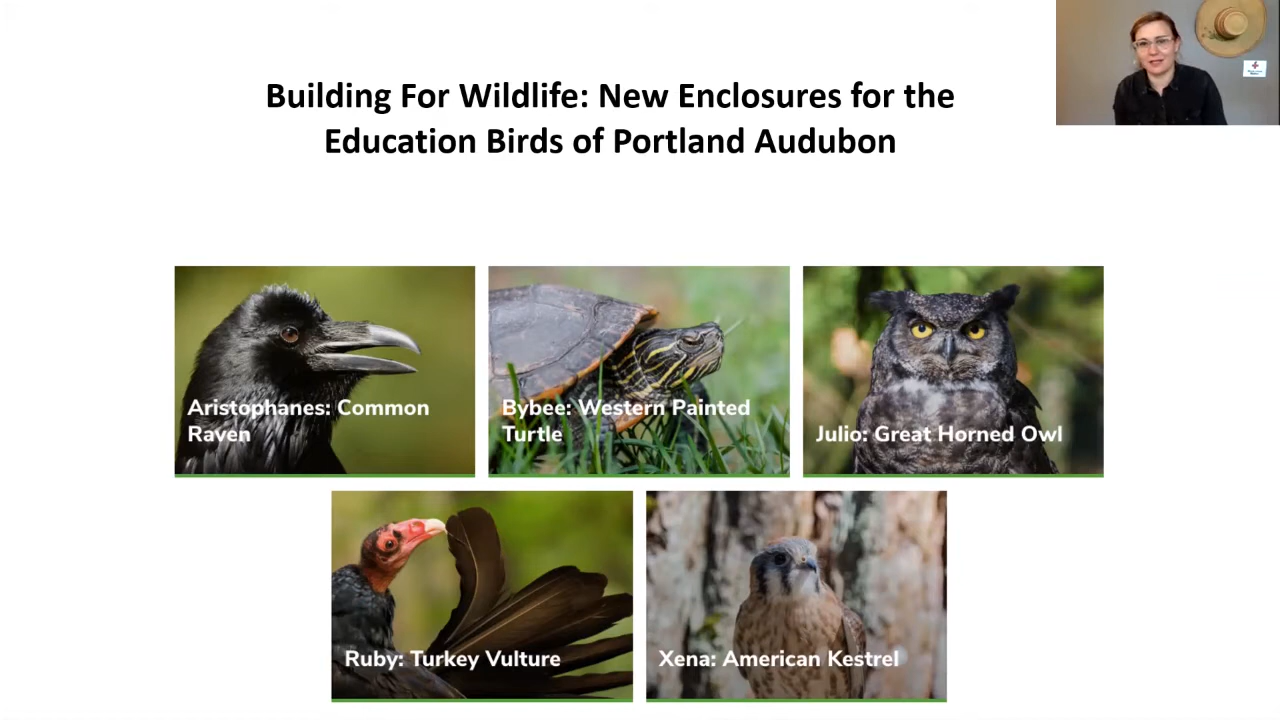 Building For Wildlife: New Enclosures for the
Education Birds of Portland Audubon
Aristophanes: Common
Raven
Bybee: Western Painted
Turtle
Julio: Great Horned Owl
Ruby: Turkey Vulture
Xena: American Kestrel